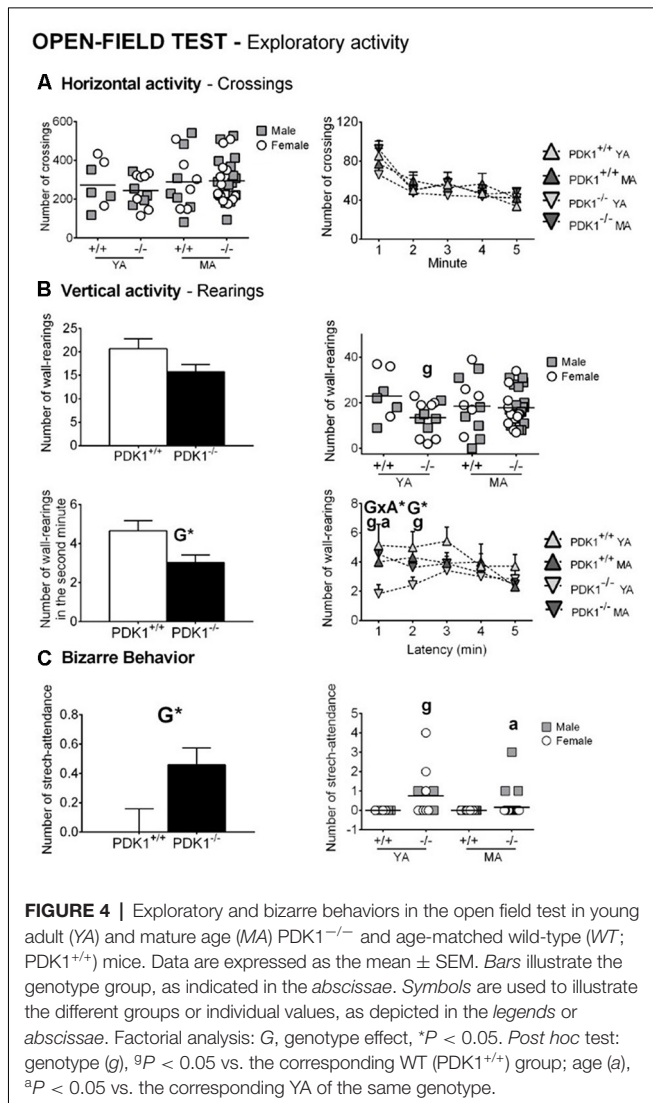 OPEN-FIELD TEST - Exploratory activity
A Horizontal activity - Crossings
Number of crossings
600
400
300
200
100
0
Male
Female
+/+ -/- +/+ -/-
YA MA
Number of crossings
120
90
60
30
0
1 2 3 4 5
Minute
PDK1+/+ YA
PDK1+/+ MA
PDK1-/- YA
PDK1-/- MA
B Vertical activity - Rearings
Number of wall-rearings
25
20
15
10
5
0
PDK1+/+ PDK1-/-
Number of wall-rearings
40
20
0
g
Male
Female
+/+ -/- +/+ -/-
YA MA
Number of wall-rearings
in the second minute
6
4
2
0
G*
PDK1+/+ PDK1-/-
Number of wall-rearings
8
6
4
2
0
GxA* G*
g-a g
1 2 3 4 5
Latency (min)
PDK1+/+ YA
PDK1+/+ MA
PDK1-/- YA
PDK1-/- MA
C Bizarre Behavior
Number of strech-attendance
0.8
0.6
0.4
0.2
0.0
G*
PDK1+/+ PDK1-/-
Number of strech-attendance
5
4
3
2
1
0
-1
g
a
Male
Female
+/+ -/- +/+ -/-
YA MA
FIGURE 4 | Exploratory and bizarre behaviors in the open field test in young
adult (YA) and mature age (MA) PDK1−/− and age-matched wild-type (WT;
PDK1+/+) mice. Data are expressed as the mean ± SEM. Bars illustrate the
genotype group, as indicated in the abscissae. Symbols are used to illustrate
the different groups or individual values, as depicted in the legends or
abscissae. Factorial analysis: G, genotype effect, *P < 0.05. Post hoc test:
genotype (g), gP < 0.05 vs. the corresponding WT (PDK1+/+) group; age (a),
aP < 0.05 vs. the corresponding YA of the same genotype.